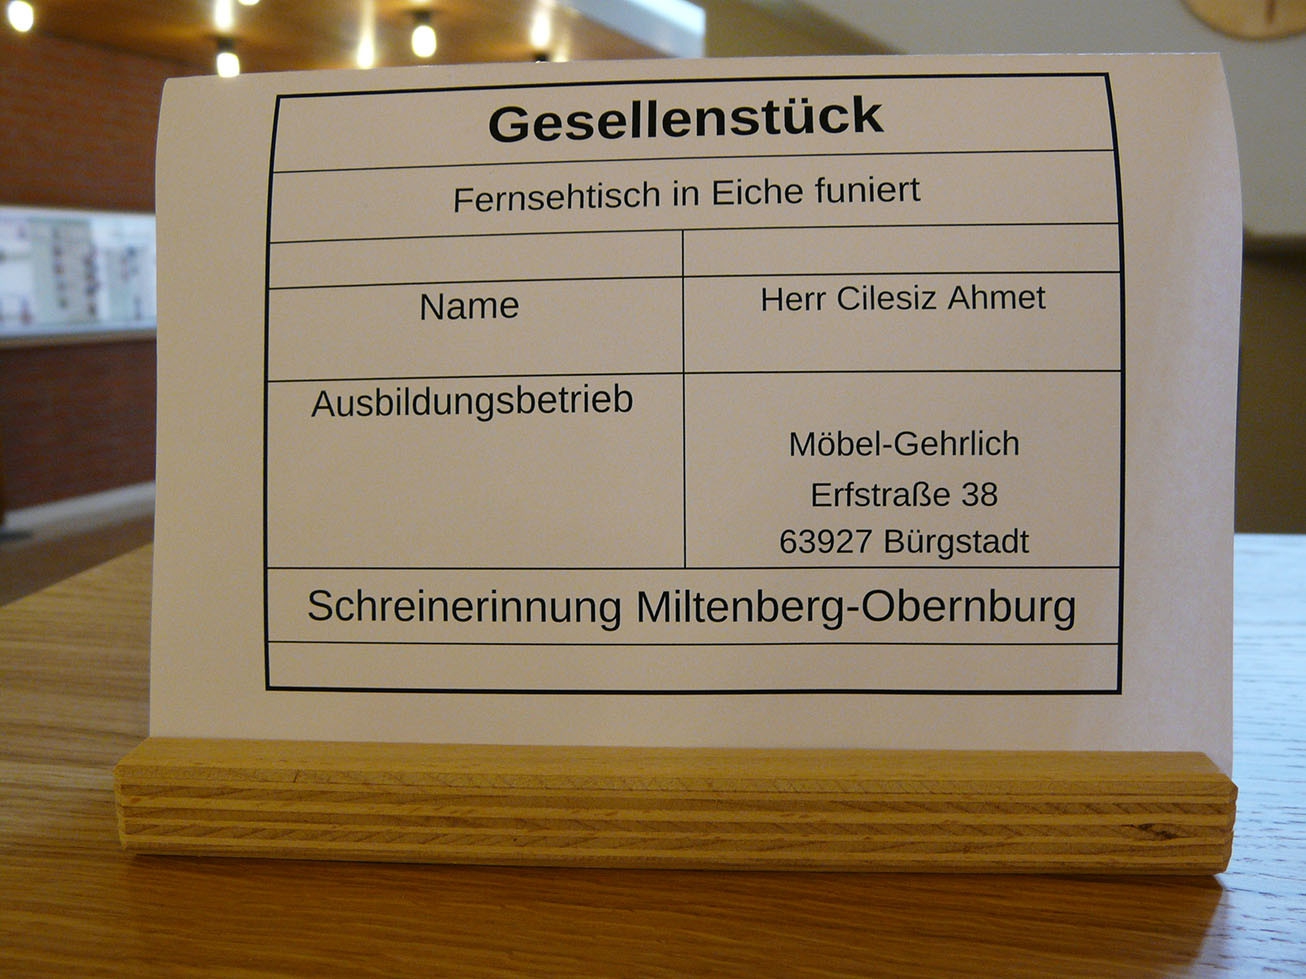 Gesellenstück
Fernsehtisch in Eiche funiert
Name
Herr Cilesiz Ahmet
Ausbildungsbetrieb
Möbel-Gehrlich
Erfstraße 38
63927 Bürgstadt
Schreinerinnung Miltenberg-Obernburg